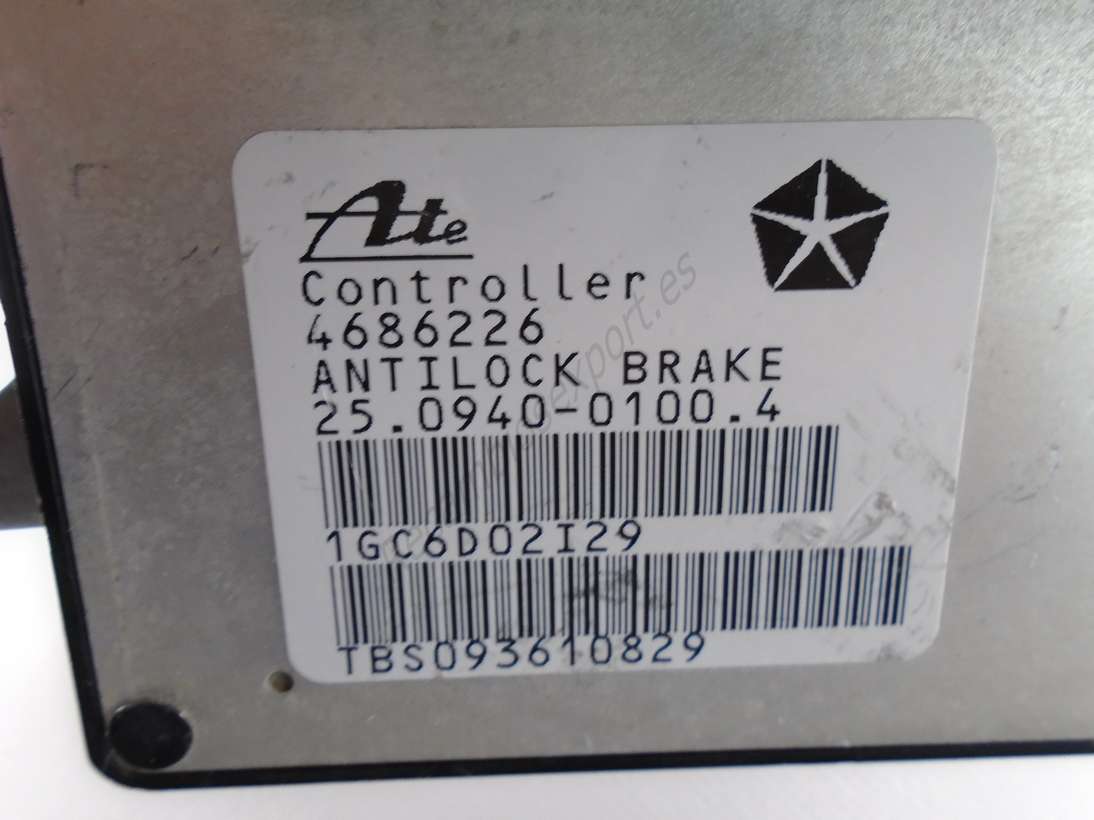 Ate
Controller
4686226
ANTILOCK BRAKE
25.0940-0100.4
1GC6D02I29
TBS093610829